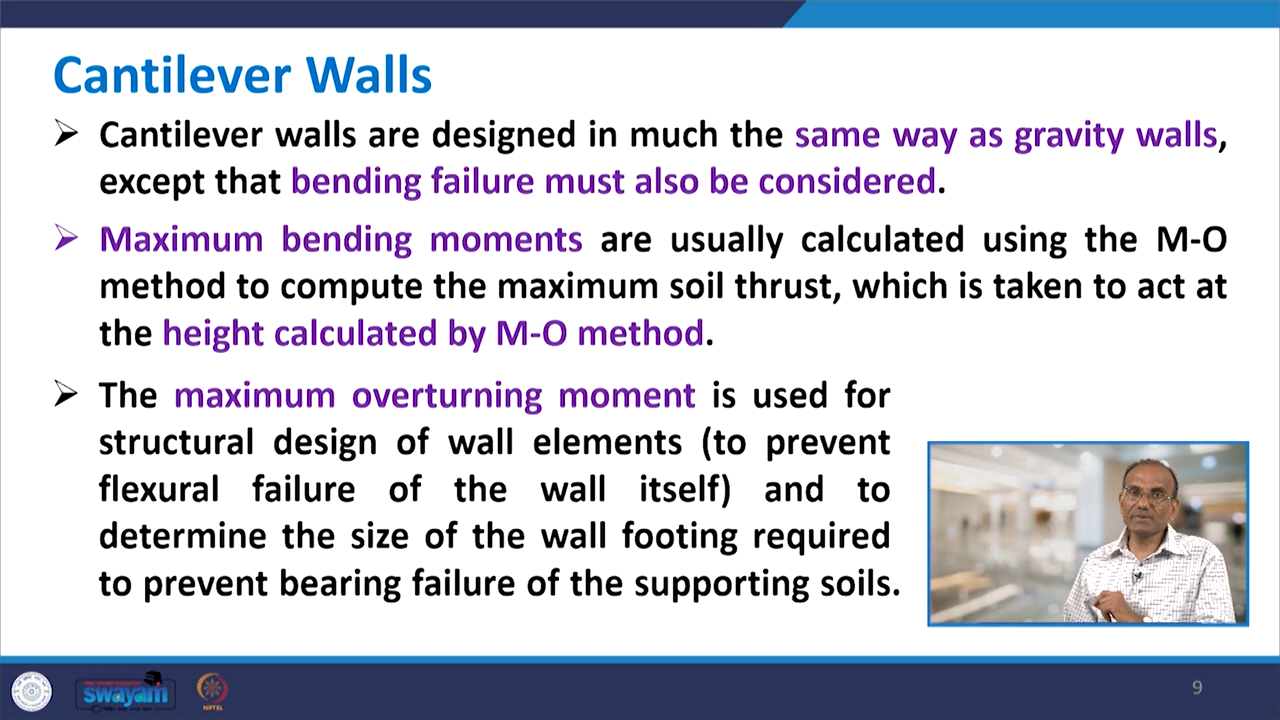 Cantilever Walls
➢ Cantilever walls are designed in much the same way as gravity walls,
except that bending failure must also be considered.
➢ Maximum bending moments are usually calculated using the M-O
method to compute the maximum soil thrust, which is taken to act at
the height calculated by M-O method.
➢ The maximum overturning moment is used for
structural design of wall elements (to prevent
flexural failure of the wall itself) and to
determine the size of the wall footing required
to prevent bearing failure of the supporting soils.
swayam
NPTEL
9